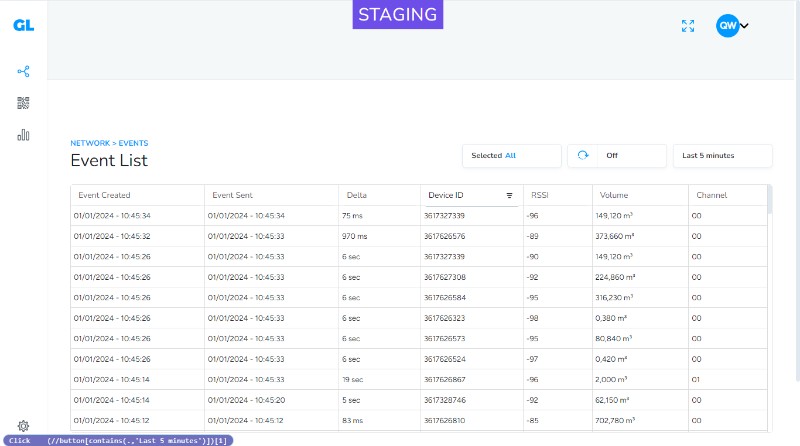 STAGING
GL
QW
NETWORK > EVENTS
Event List
Selected All
Off
Last 5 minutes
Event Created Event Sent Delta Device ID RSSI Volume Channel
01/01/2024 - 10:45:34 01/01/2024 - 10:45:34 75 ms 3617327339 -96 149,120 m³ 00
01/01/2024 - 10:45:32 01/01/2024 - 10:45:33 970 ms 3617626576 -89 373,660 m³ 00
01/01/2024 - 10:45:26 01/01/2024 - 10:45:33 6 sec 3617327339 -90 149,120 m³ 00
01/01/2024 - 10:45:26 01/01/2024 - 10:45:33 6 sec 3617627308 -92 224,860 m³ 00
01/01/2024 - 10:45:26 01/01/2024 - 10:45:33 6 sec 3617626584 -95 316,230 m³ 00
01/01/2024 - 10:45:26 01/01/2024 - 10:45:33 6 sec 3617626323 -98 0,380 m³ 00
01/01/2024 - 10:45:26 01/01/2024 - 10:45:33 6 sec 3617626573 -95 80,840 m³ 00
01/01/2024 - 10:45:26 01/01/2024 - 10:45:33 6 sec 3617626524 -97 0,420 m³ 00
01/01/2024 - 10:45:14 01/01/2024 - 10:45:33 19 sec 3617626867 -96 2,000 m³ 01
01/01/2024 - 10:45:14 01/01/2024 - 10:45:20 5 sec 3617328746 -92 62,150 m³ 00
01/01/2024 - 10:45:12 01/01/2024 - 10:45:12 83 ms 3617626810 -85 702,780 m³ 00
Click (//button[contains(.,'Last 5 minutes')])[1]